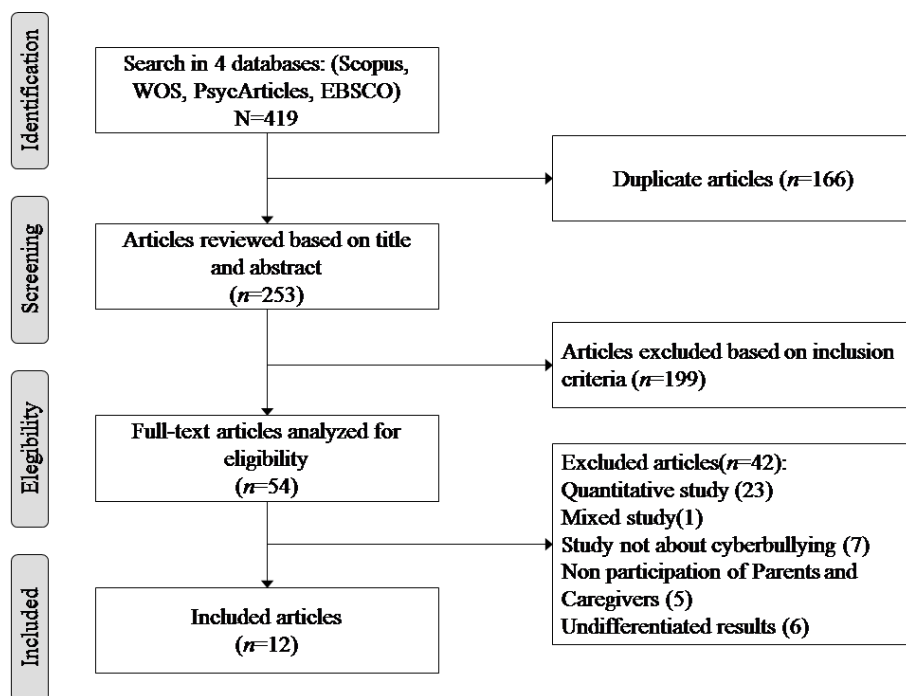 Identification
Search in 4 databases: (Scopus,
WOS, PsycArticles, EBSCO)
N=419
Duplicate articles (n=166)
Screening
Articles reviewed based on title
and abstract
(n=253)
Articles excluded based on inclusion
criteria (n=199)
Elegibility
Full-text articles analyzed for
eligibility
(n=54)
Excluded articles(n=42):
Quantitative study (23)
Mixed study(1)
Study not about cyberbullying (7)
Non participation of Parents and
Caregivers (5)
Undifferentiated results (6)
Included
Included articles
(n=12)